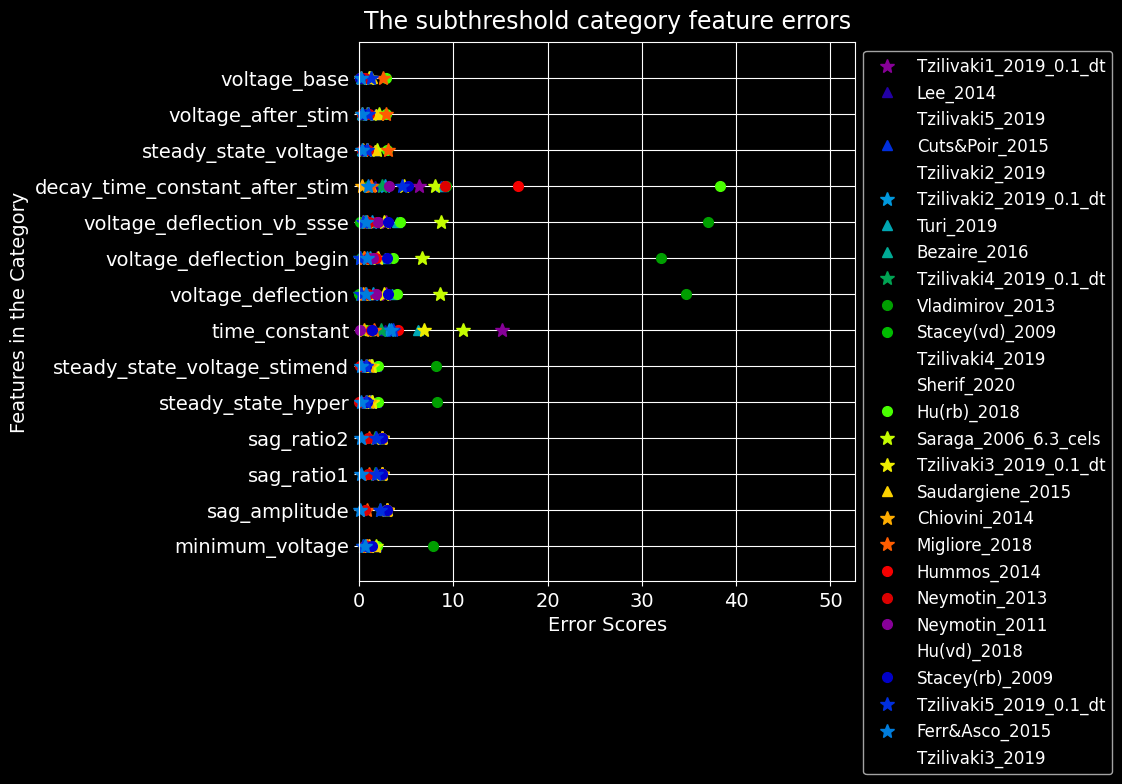 The subthreshold category feature errors
Features in the Category
voltage_base
voltage_after_stim
steady_state_voltage
decay_time_constant_after_stim
voltage_deflection_vb_ssse
voltage_deflection_begin
voltage_deflection
time_constant
steady_state_voltage_stimend
steady_state_hyper
sag_ratio2
sag_ratio1
sag_amplitude
minimum_voltage
0 10 20 30 40 50
Error Scores
Tzilivaki1_2019_0.1_dt
Lee_2014
Tzilivaki5_2019
Cuts&Poir_2015
Tzilivaki2_2019
Tzilivaki2_2019_0.1_dt
Turi_2019
Bezaire_2016
Tzilivaki4_2019_0.1_dt
Vladimirov_2013
Stacey(vd)_2009
Tzilivaki4_2019
Sherif_2020
Hu(rb)_2018
Saraga_2006_6.3_cels
Tzilivaki3_2019_0.1_dt
Saudargiene_2015
Chiovini_2014
Migliore_2018
Hummos_2014
Neymotin_2013
Neymotin_2011
Hu(vd)_2018
Stacey(rb)_2009
Tzilivaki5_2019_0.1_dt
Ferr&Asco_2015
Tzilivaki3_2019